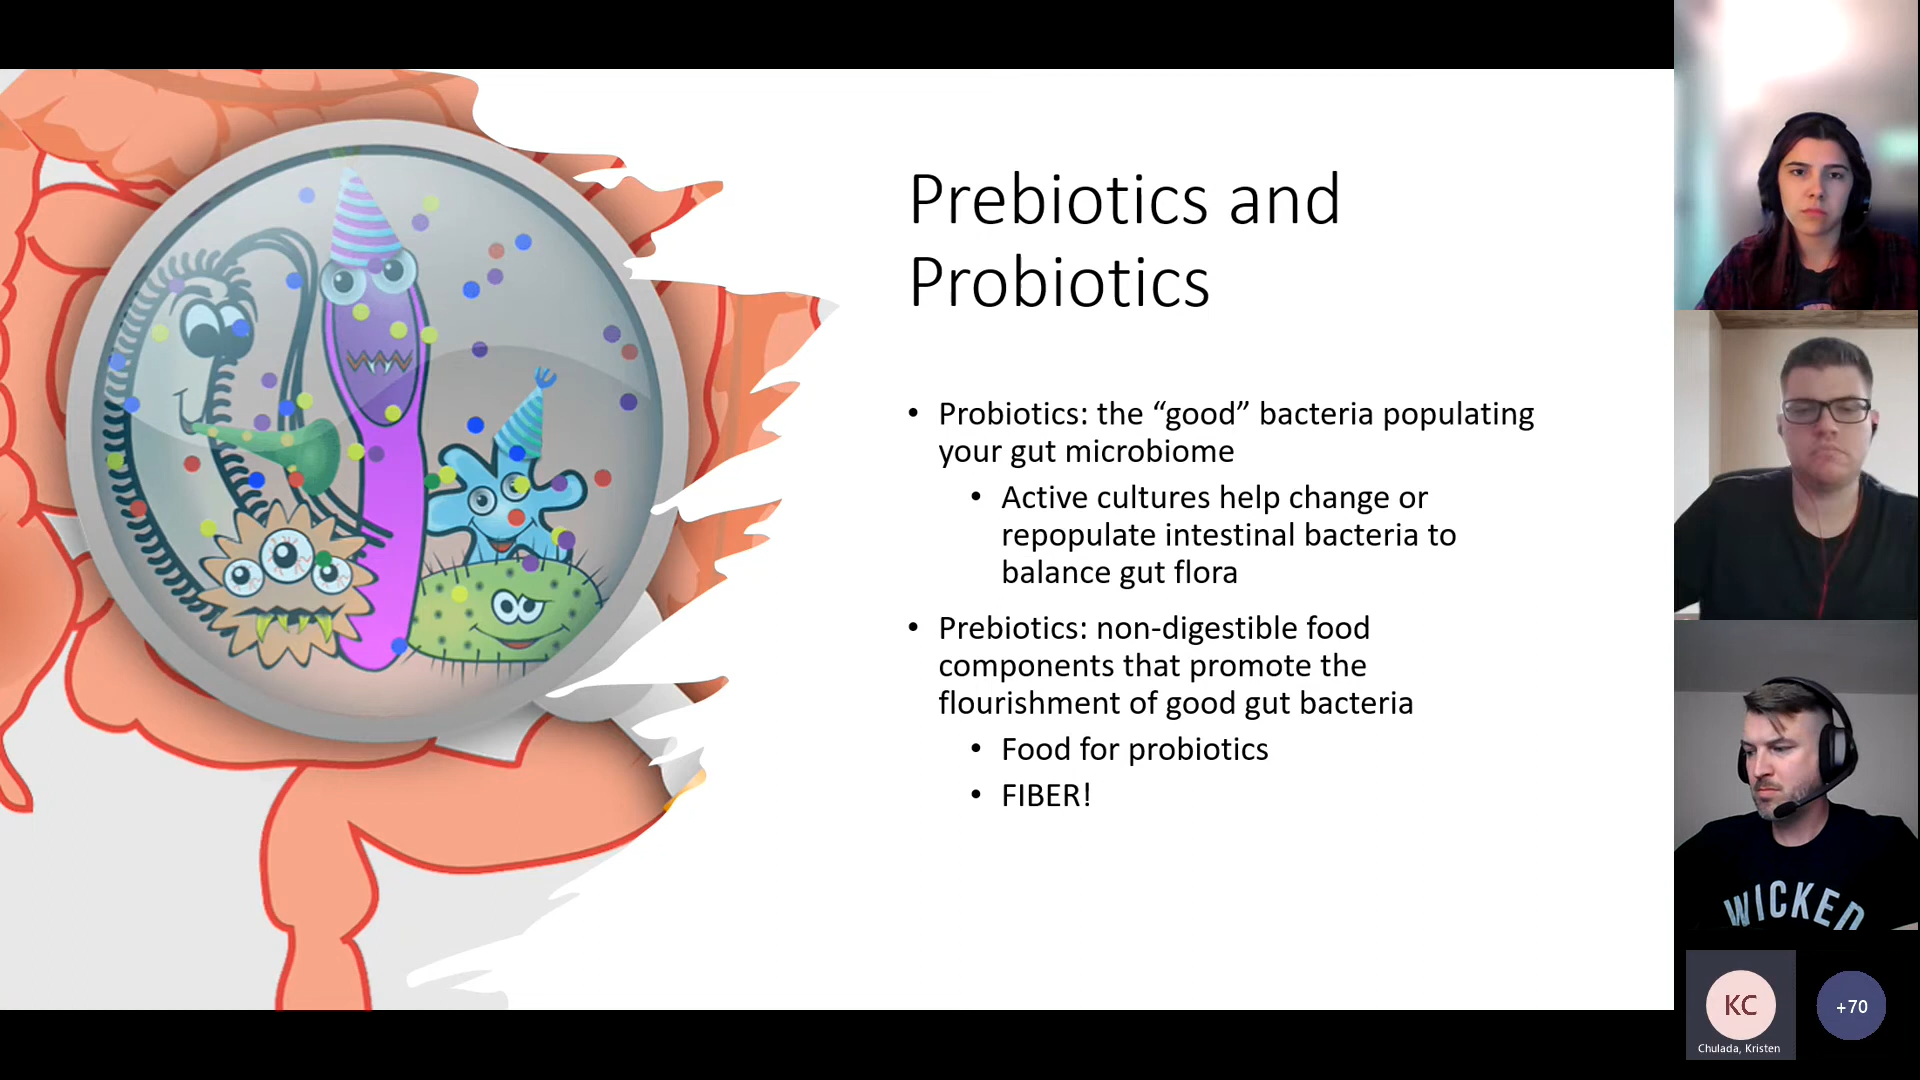 Prebiotics and
Probiotics
• Probiotics: the “good” bacteria populating
your gut microbiome
• Active cultures help change or
repopulate intestinal bacteria to
balance gut flora
• Prebiotics: non-digestible food
components that promote the
flourishment of good gut bacteria
• Food for probiotics
• FIBER!
WICKED
KC
+70
Chulada, Kristen